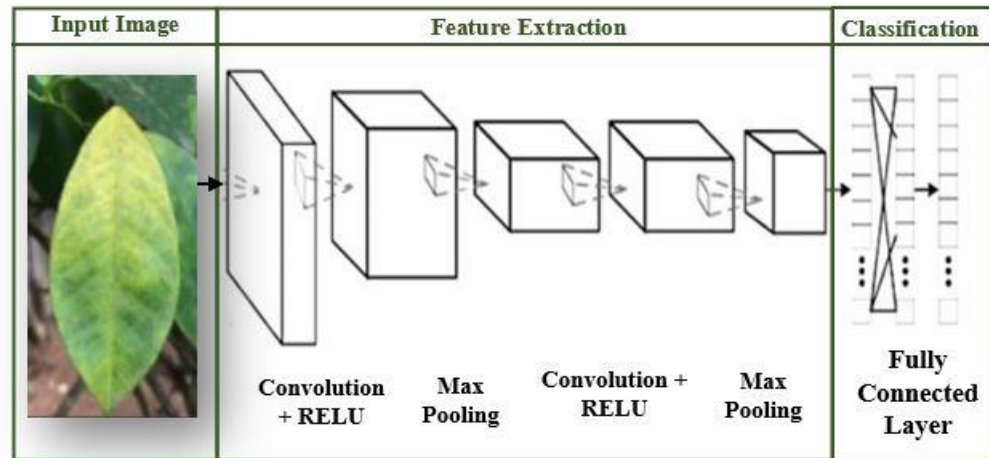 Input Image
Feature Extraction
Classification
Convolution
+ RELU
Max
Pooling
Convolution +
RELU
Max
Pooling
Fully
Connected
Layer